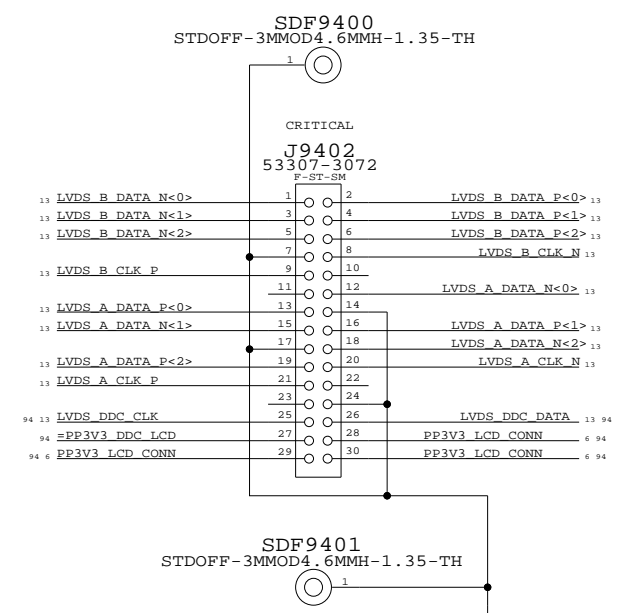 SDF9400
STDOFF-3MMOD4.6MMH-1.35-TH
1
CRITICAL
J9402
53307-3072
F-ST-SM
13 LVDS_B_DATA_N<0> 1 2 LVDS_B_DATA_P<0> 13
13 LVDS_B_DATA_N<1> 3 4 LVDS_B_DATA_P<1> 13
13 LVDS_B_DATA_N<2> 5 6 LVDS_B_DATA_P<2> 13
7 8 LVDS_B_CLK_N 13
13 LVDS_B_CLK_P 9 10
11 12 LVDS_A_DATA_N<0> 13
13 LVDS_A_DATA_P<0> 13 14
13 LVDS_A_DATA_N<1> 15 16 LVDS_A_DATA_P<1> 13
17 18 LVDS_A_DATA_N<2> 13
13 LVDS_A_DATA_P<2> 19 20 LVDS_A_CLK_N 13
13 LVDS_A_CLK_P 21 22
23 24
94 13 LVDS_DDC_CLK 25 26 LVDS_DDC_DATA 13 94
94 =PP3V3_DDC_LCD 27 28 PP3V3_LCD_CONN 6 94
94 6 PP3V3_LCD_CONN 29 30 PP3V3_LCD_CONN 6 94
SDF9401
STDOFF-3MMOD4.6MMH-1.35-TH
1